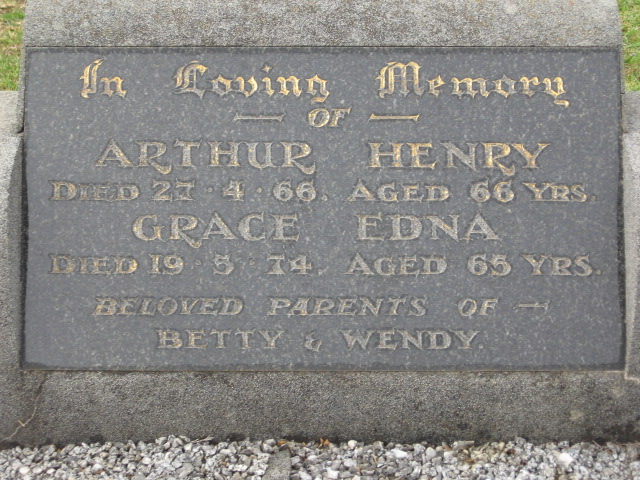 In Loving Memory
— OF —
ARTHUR HENRY
DIED 27·4·66. AGED 66 YRS.
GRACE EDNA
DIED 19·5·74. AGED 65 YRS.
BELOVED PARENTS OF —
BETTY & WENDY.